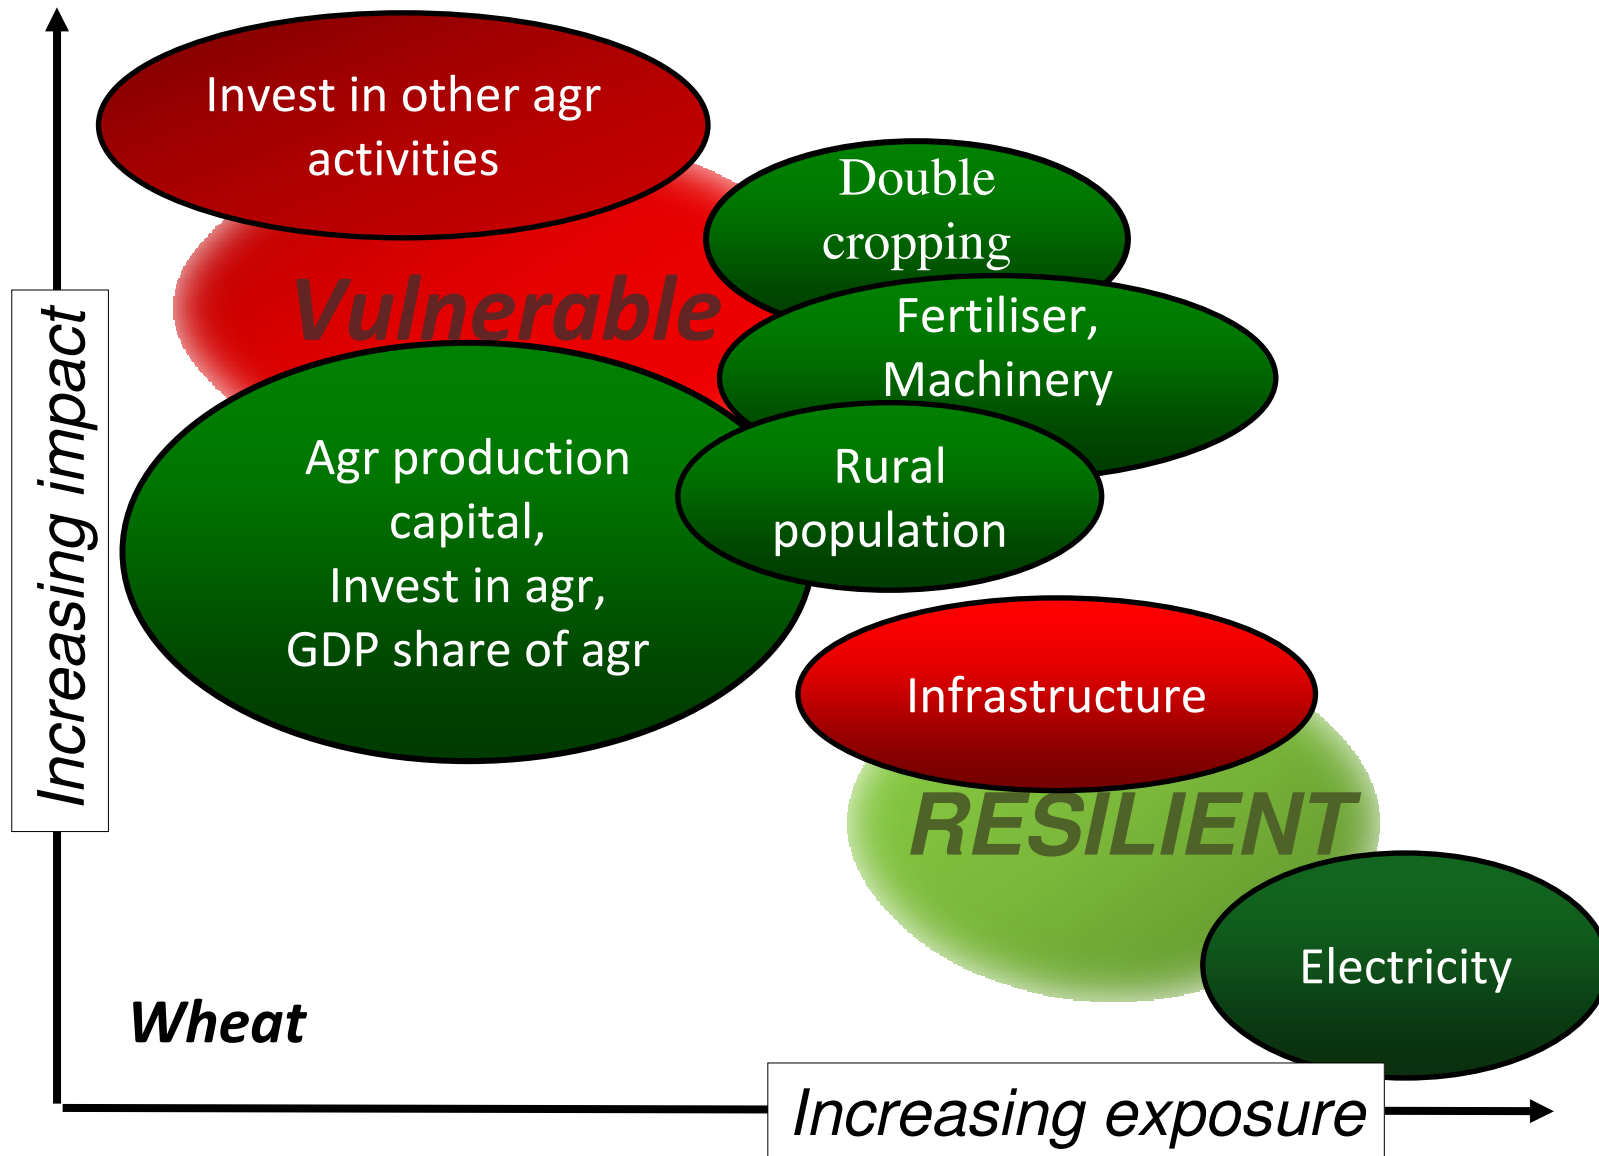 Invest in other agr
activities
Double
cropping
Vulnerable
Fertiliser,
Machinery
Increasing impact
Agr production
capital,
Invest in agr,
GDP share of agr
Rural
population
Infrastructure
RESILIENT
Electricity
Wheat
Increasing exposure